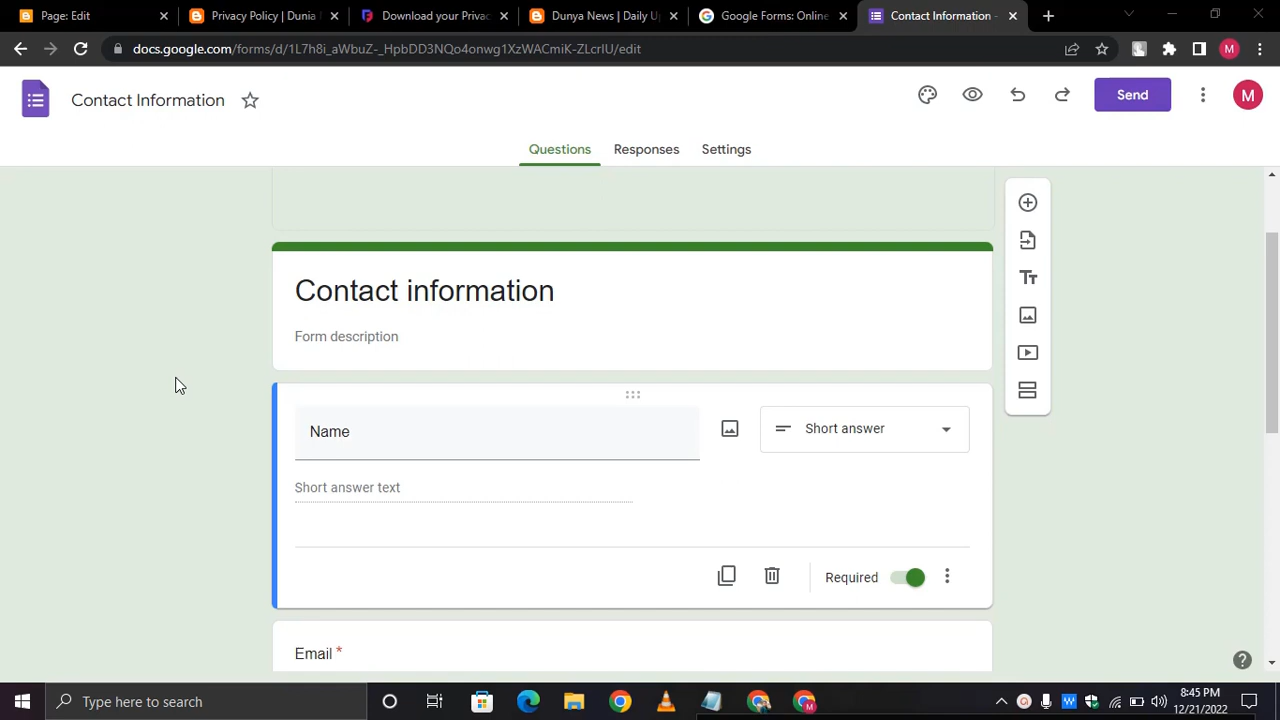 Page: Edit
Privacy Policy | Dunia
Download your Privac
Dunya News | Daily U
Google Forms: Online
Contact Information -
docs.google.com/forms/d/1L7h8i_aWbuZ-_HpbDD3NQo4onwg1XzWACmiK-ZLcrIU/edit
M
Contact Information
Send
M
Questions
Responses
Settings
Contact information
Form description
Name
Short answer
Short answer text
Required
Email *
Type here to search
8:45 PM
12/21/2022